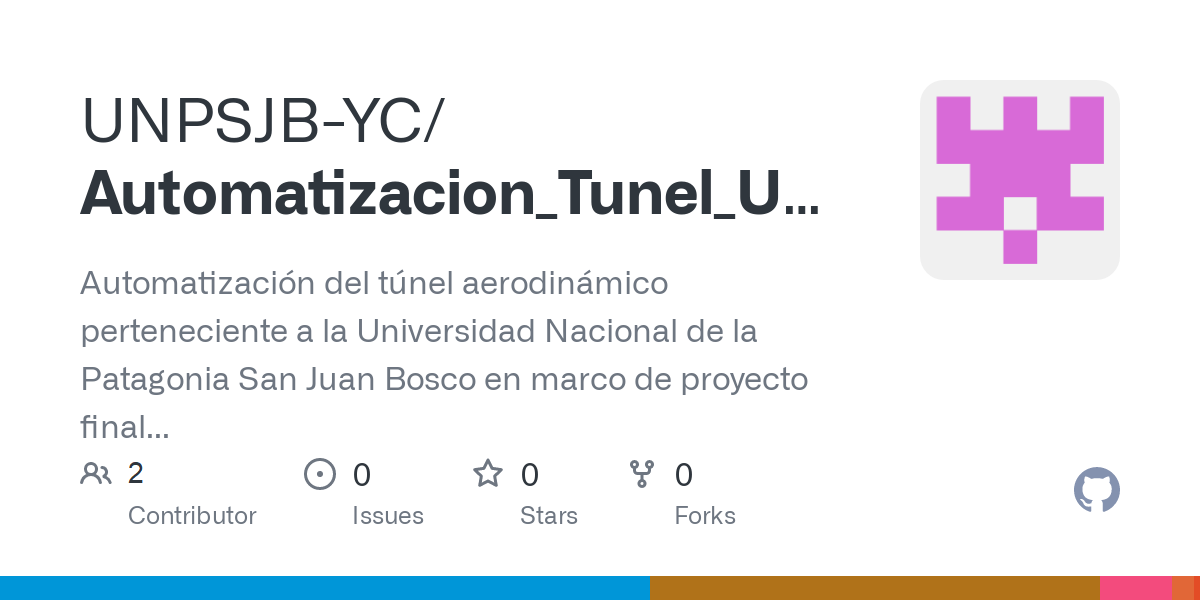 UNPSJB-YC/
Automatizacion_Tunel_U...
Automatización del túnel aerodinámico
perteneciente a la Universidad Nacional de la
Patagonia San Juan Bosco en marco de proyecto
final...
2 0 0 0
Contributor Issues Stars Forks